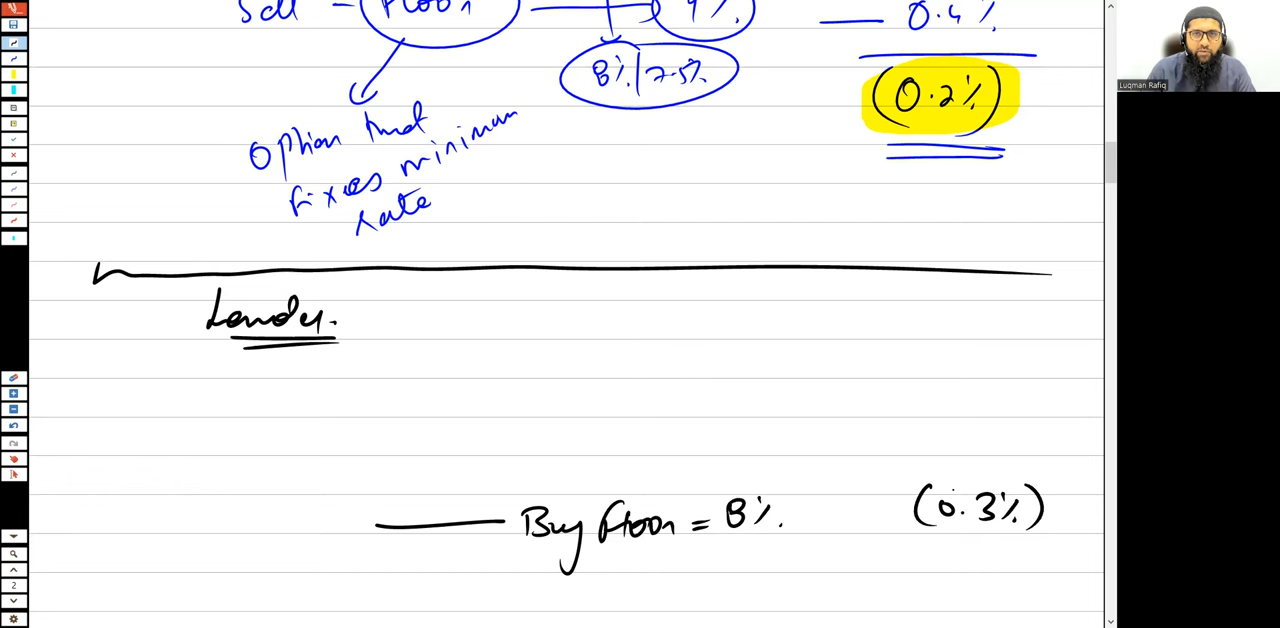 Sell - Floor 9%.
0.4%
8% | 7.5%
(0.2%)
Option that
fixes minimum
rate
Lender.
Buy floor = 8%. (0.3%)
Luqman Rafiq
2